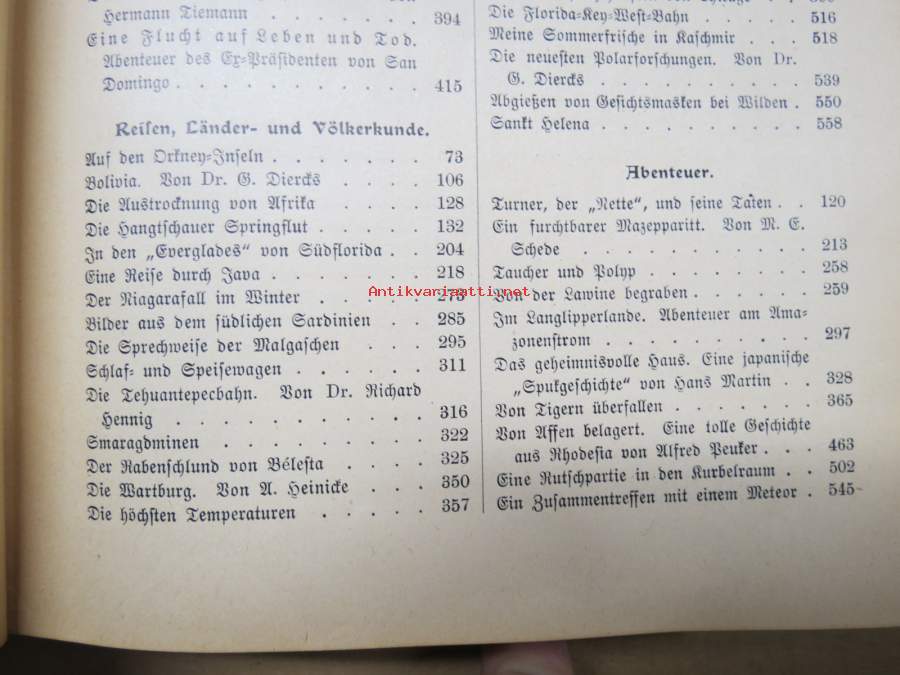 Hermann Tiemann . . . . . . . . 394
Eine Flucht auf Leben und Tod.
Abenteuer des Ex-Präsidenten von San
Domingo . . . . . . . . . . . 415
Reisen, Länder- und Völkerkunde.
Auf den Orkney-Inseln . . . . . . . 73
Bolivia. Von Dr. G. Diercks . . . . 106
Die Austrocknung von Afrika . . . . 128
Die Hangtschauer Springflut . . . . . 132
In den „Everglades“ von Südflorida . . 204
Eine Reise durch Java . . . . . . . 218
Der Niagarafall im Winter . . . . . 278
Bilder aus dem südlichen Sardinien . . 285
Die Sprechweise der Malgaschen . . . 295
Schlaf- und Speisewagen . . . . . . 311
Die Tehuantepecbahn. Von Dr. Richard
Hennig . . . . . . . . . . . 316
Smaragdminen . . . . . . . . . 322
Der Rabenschlund von Bélesta . . . . 325
Die Wartburg. Von A. Heinicke . . . 350
Die höchsten Temperaturen . . . . . 357
Die Florida-Key-West-Bahn . . . . . 516
Meine Sommerfrische in Kaschmir . . . 518
Die neuesten Polarforschungen. Von Dr.
G. Diercks . . . . . . . . . . 539
Abgießen von Gesichtsmasken bei Wilden . 550
Sankt Helena . . . . . . . . . . 558
Abenteuer.
Turner, der „Nette“, und seine Taten . . 120
Ein furchtbarer Mazepparitt. Von M. E.
Schede . . . . . . . . . . . 213
Taucher und Polyp . . . . . . . . 258
Von der Lawine begraben . . . . . . 259
Im Langlipperlande. Abenteuer am Ama-
zonenstrom . . . . . . . . . . 297
Das geheimnisvolle Haus. Eine japanische
„Spukgeschichte“ von Hans Martin . . 328
Von Tigern überfallen . . . . . . . 365
Von Affen belagert. Eine tolle Geschichte
aus Rhodesia von Alfred Peuker . . . 463
Eine Rutschpartie in den Kurbelraum . . 502
Ein Zusammentreffen mit einem Meteor . 545
Antikvariaatti.net